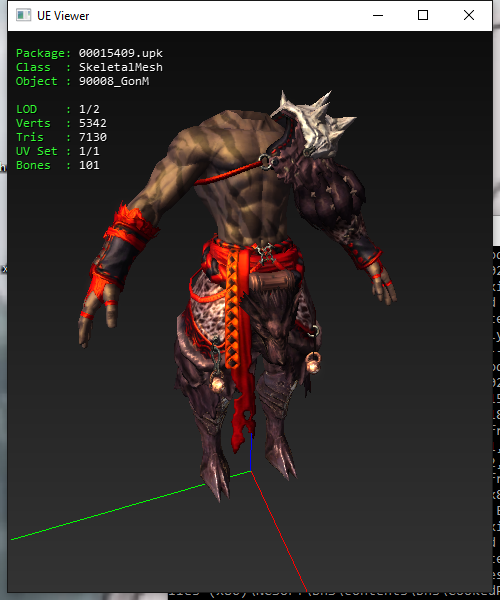 UE Viewer
Package: 00015409.upk
Class : SkeletalMesh
Object : 90008_GonM
LOD : 1/2
Verts : 5342
Tris : 7130
UV Set : 1/1
Bones : 101